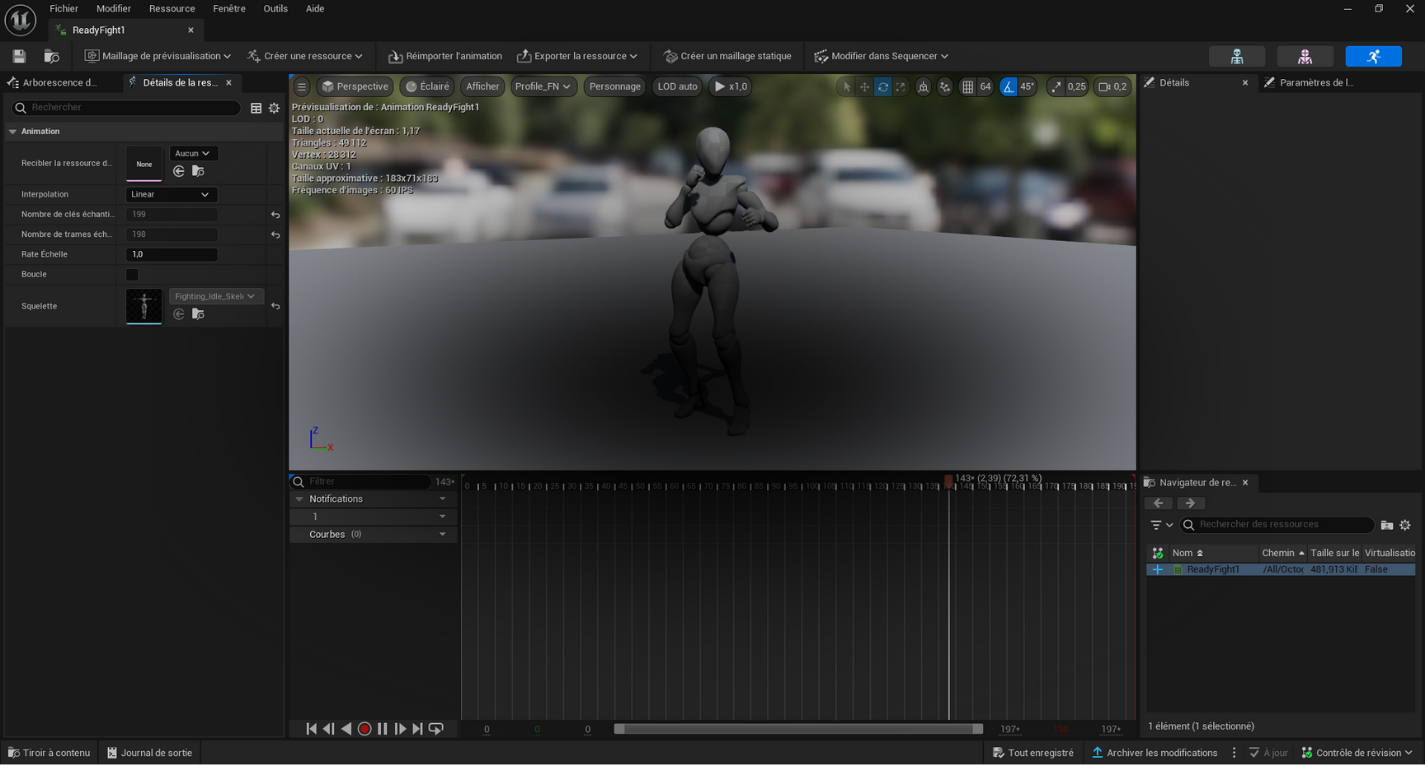 Fichier Modifier Ressource Fenêtre Outils Aide
ReadyFight1
Maillage de prévisualisation Créer une ressource Réimporter l'animation Exporter la ressource Créer un maillage statique Modifier dans Sequencer
Arborescence d... Détails de la res...
Rechercher
Animation
Recibler la ressource d... None Aucun
Interpolation Linear
Nombre de clés échanti... 199
Nombre de trames éch... 198
Rate Échelle 1,0
Boucle
Squelette Fighting_Idle_Skel
Perspective Éclairé Afficher Profile_FN Personnage LOD auto x1,0 64 45° 0,25 0,2
Prévisualisation de : Animation ReadyFight1
LOD : 0
Taille actuelle de l'écran : 1,17
Triangles : 49 112
Vertex : 28 312
Canaux UV : 1
Taille approximative : 183x71x183
Fréquence d'images : 60 fPS
Z
X
Détails Paramètres de l...
Filtrer 143*
143* (2,39) (72,31 %)
0 5 10 15 20 25 30 35 40 45 50 55 60 65 70 75 80 85 90 95 100 105 110 115 120 125 130 135 145 150 155 160 165 170 175 180 185 190
Notifications
1
Courbes (0)
0 0 0 197* 197*
Navigateur de re...
Rechercher des ressources
Nom Chemin Taille sur le Virtualisatio
ReadyFight1 /All/Octo 481,913 KiE False
1 élément (1 sélectionné)
Tiroir à contenu Journal de sortie Tout enregistré Archiver les modifications À jour Contrôle de révision